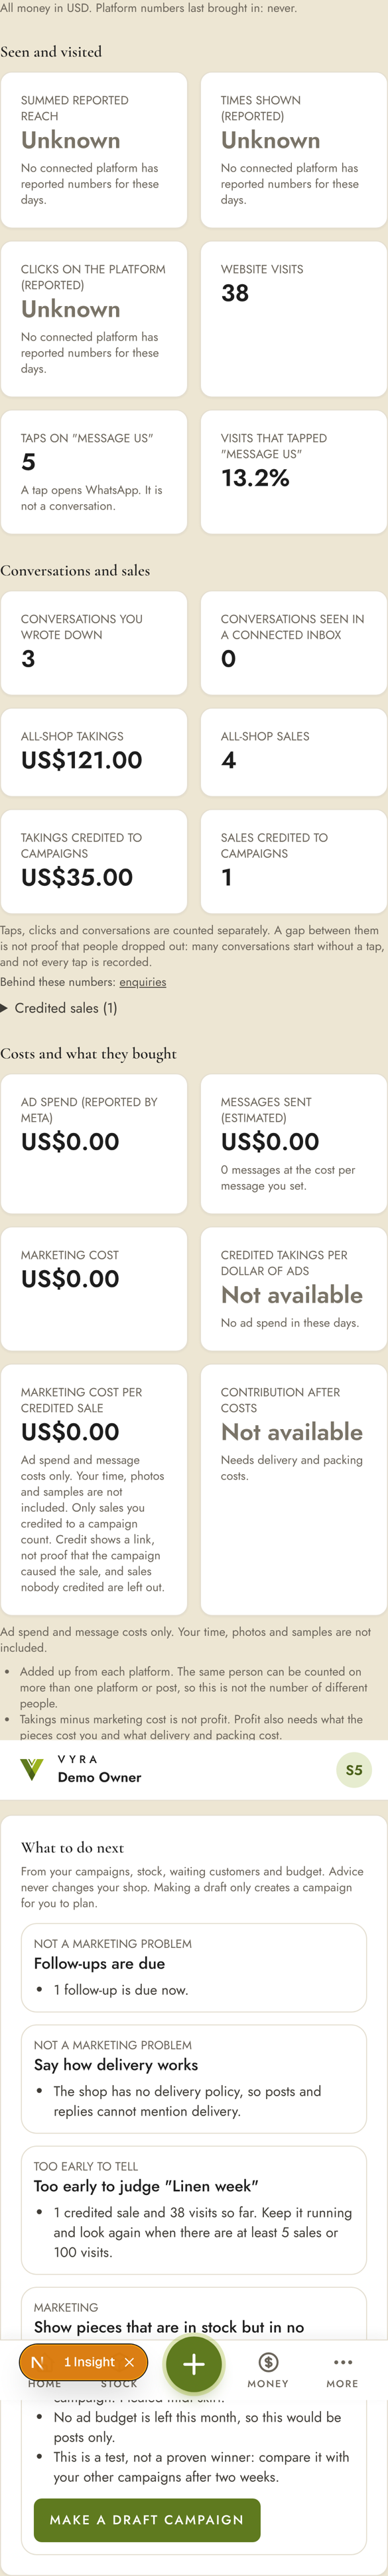 All money in USD. Platform numbers last brought in: never.
Seen and visited
SUMMED REPORTED
REACH
Unknown
No connected platform has
reported numbers for these
days.
TIMES SHOWN
(REPORTED)
Unknown
No connected platform has
reported numbers for these
days.
CLICKS ON THE PLATFORM
(REPORTED)
Unknown
No connected platform has
reported numbers for these
days.
WEBSITE VISITS
38
TAPS ON "MESSAGE US"
5
A tap opens WhatsApp. It is
not a conversation.
VISITS THAT TAPPED
"MESSAGE US"
13.2%
Conversations and sales
CONVERSATIONS YOU
WROTE DOWN
3
CONVERSATIONS SEEN IN
A CONNECTED INBOX
0
ALL-SHOP TAKINGS
US$121.00
ALL-SHOP SALES
4
TAKINGS CREDITED TO
CAMPAIGNS
US$35.00
SALES CREDITED TO
CAMPAIGNS
1
Taps, clicks and conversations are counted separately. A gap between them
is not proof that people dropped out: many conversations start without a tap,
and not every tap is recorded.
Behind these numbers: enquiries
Credited sales (1)
Costs and what they bought
AD SPEND (REPORTED BY
META)
US$0.00
MESSAGES SENT
(ESTIMATED)
US$0.00
0 messages at the cost per
message you set.
MARKETING COST
US$0.00
CREDITED TAKINGS PER
DOLLAR OF ADS
Not available
No ad spend in these days.
MARKETING COST PER
CREDITED SALE
US$0.00
Ad spend and message
costs only. Your time, photos
and samples are not
included. Only sales you
credited to a campaign
count. Credit shows a link,
not proof that the campaign
caused the sale, and sales
nobody credited are left out.
CONTRIBUTION AFTER
COSTS
Not available
Needs delivery and packing
costs.
Ad spend and message costs only. Your time, photos and samples are not
included.
• Added up from each platform. The same person can be counted on
more than one platform or post, so this is not the number of different
people.
• Takings minus marketing cost is not profit. Profit also needs what the
pieces cost you and what delivery and packing cost.
VYRA
Demo Owner
S5
What to do next
From your campaigns, stock, waiting customers and budget. Advice
never changes your shop. Making a draft only creates a campaign
for you to plan.
NOT A MARKETING PROBLEM
Follow-ups are due
• 1 follow-up is due now.
NOT A MARKETING PROBLEM
Say how delivery works
• The shop has no delivery policy, so posts and
replies cannot mention delivery.
TOO EARLY TO TELL
Too early to judge "Linen week"
• 1 credited sale and 38 visits so far. Keep it running
and look again when there are at least 5 sales or
100 visits.
MARKETING
Show pieces that are in stock but in no
N 1 Insight ×
HOME
STOCK
MONEY
MORE
• No ad budget is left this month, so this would be
posts only.
• This is a test, not a proven winner: compare it with
your other campaigns after two weeks.
MAKE A DRAFT CAMPAIGN